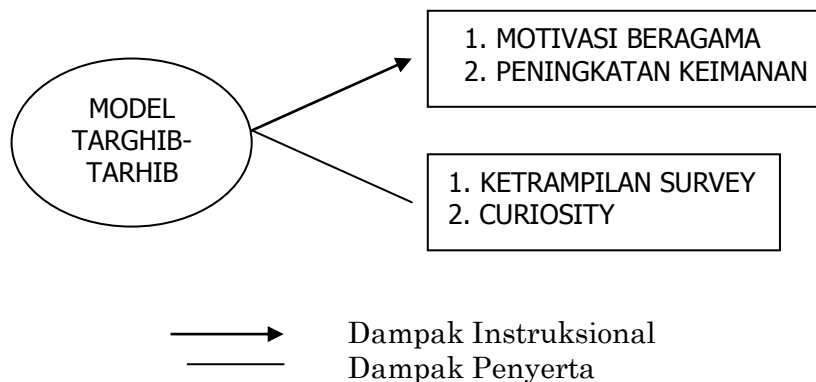 MODEL
TARGHIB-
TARHIB
1. MOTIVASI BERAGAMA
2. PENINGKATAN KEIMANAN
1. KETRAMPILAN SURVEY
2. CURIOSITY
Dampak Instruksional
Dampak Penyerta